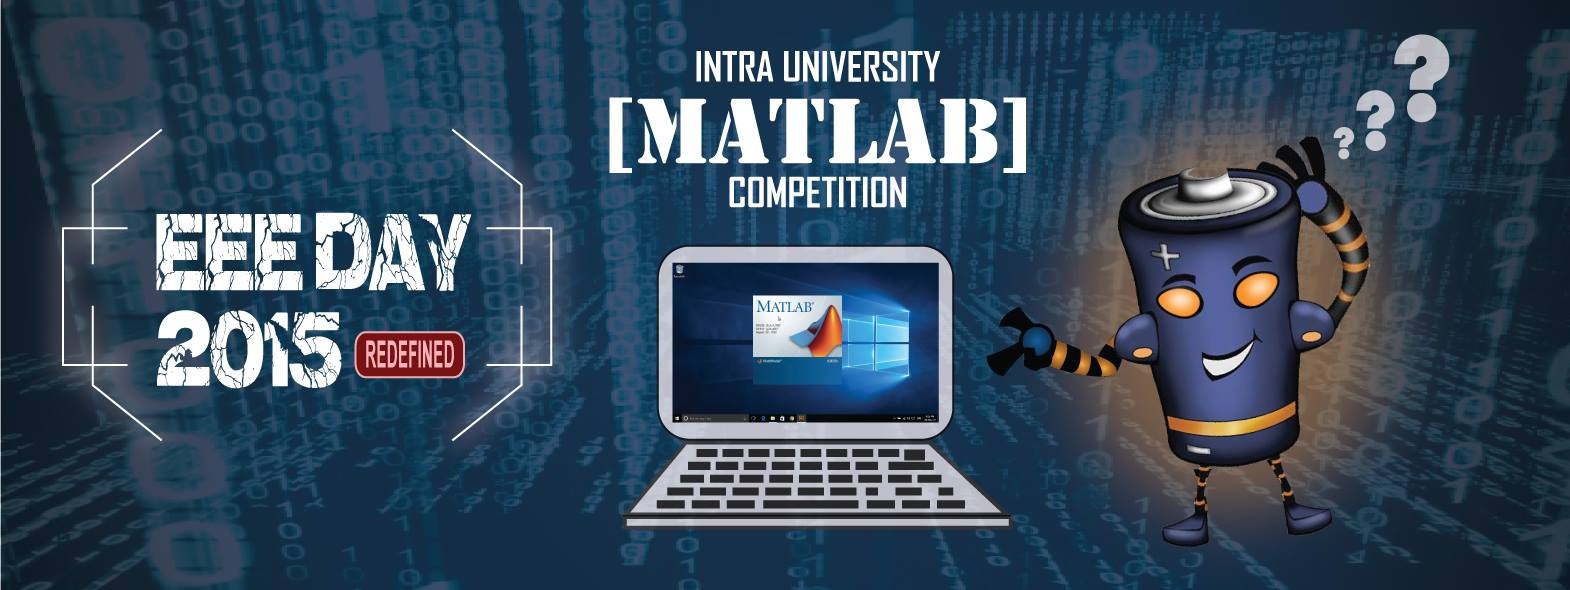 EEE DAY
2015 REDEFINED
INTRA UNIVERSITY
[MATLAB]
COMPETITION
MATLAB